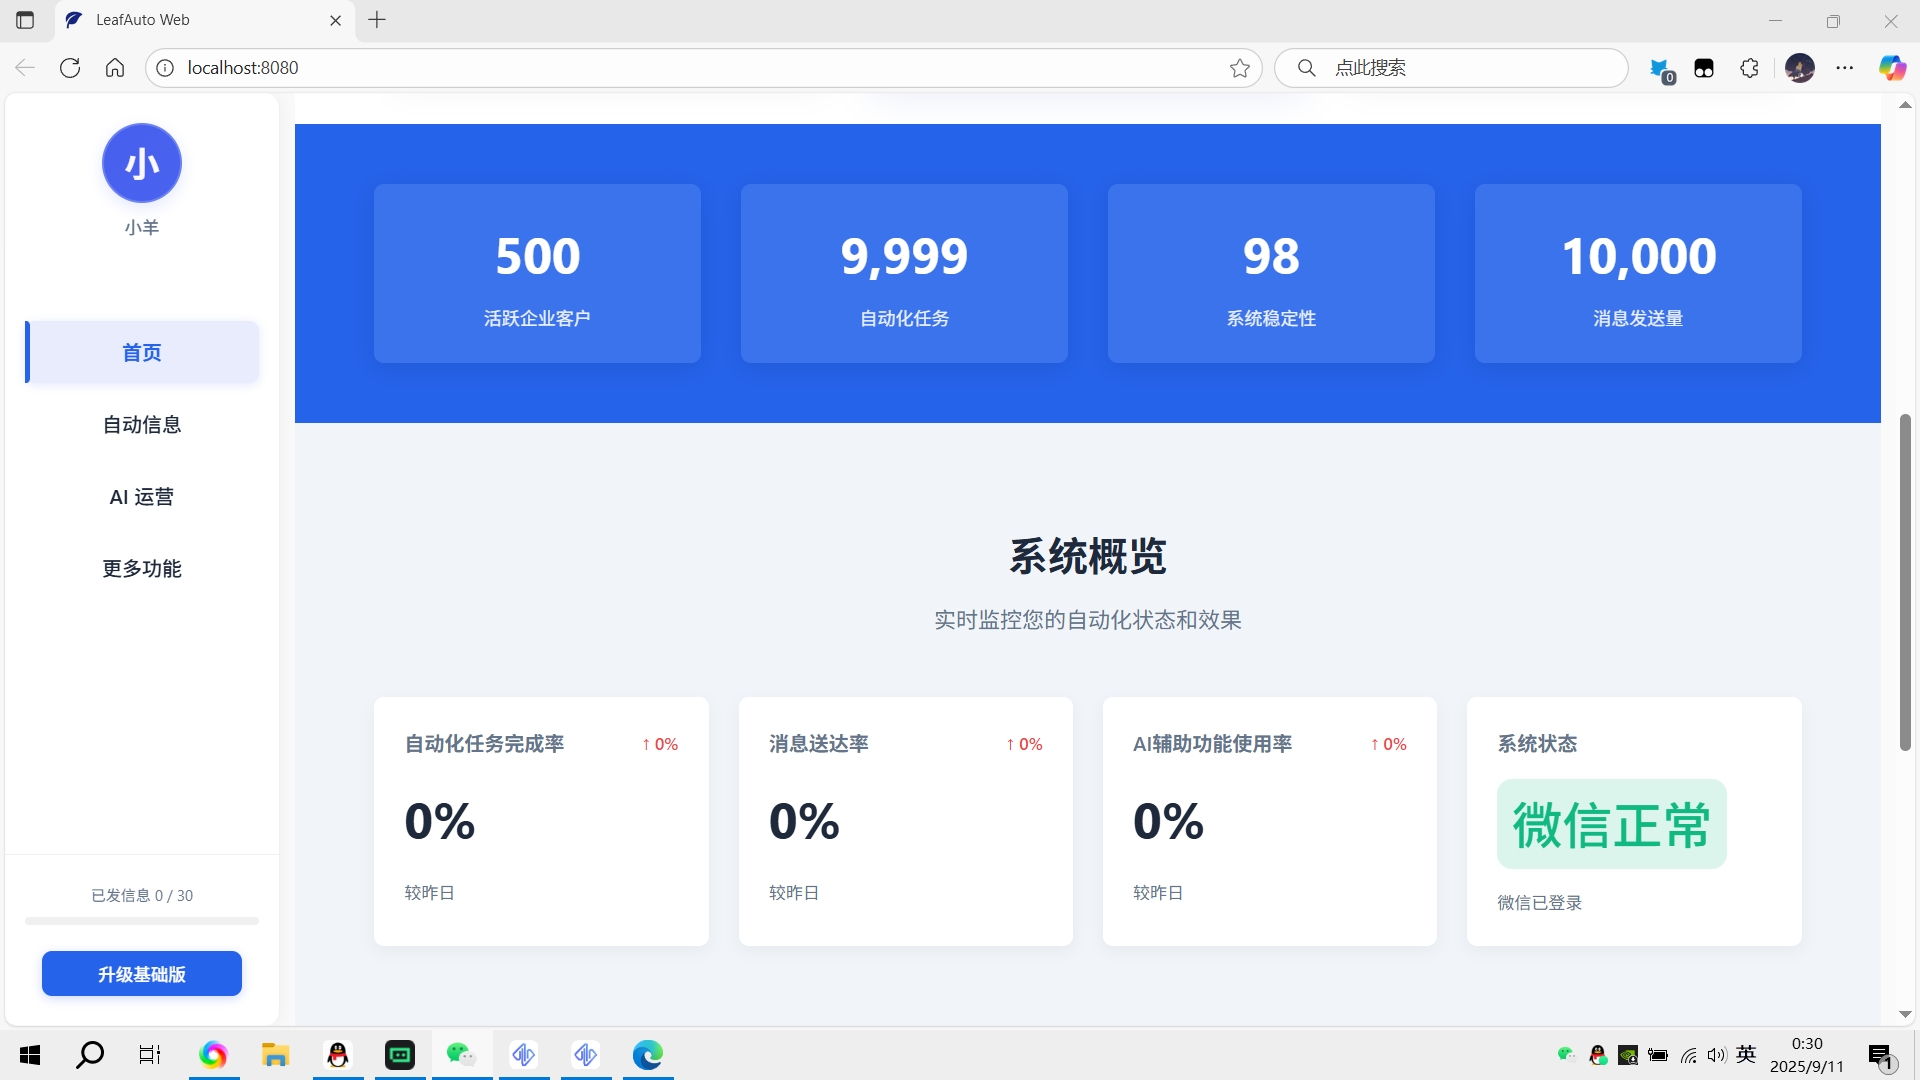 LeafAuto Web
localhost:8080
点此搜索
0
小
小羊
首页
自动信息
AI 运营
更多功能
已发信息 0 / 30
升级基础版
500
活跃企业客户
9,999
自动化任务
98
系统稳定性
10,000
消息发送量
系统概览
实时监控您的自动化状态和效果
自动化任务完成率
↑ 0%
0%
较昨日
消息送达率
↑ 0%
0%
较昨日
AI辅助功能使用率
↑ 0%
0%
较昨日
系统状态
微信正常
微信已登录
英
0:30
2025/9/11
1